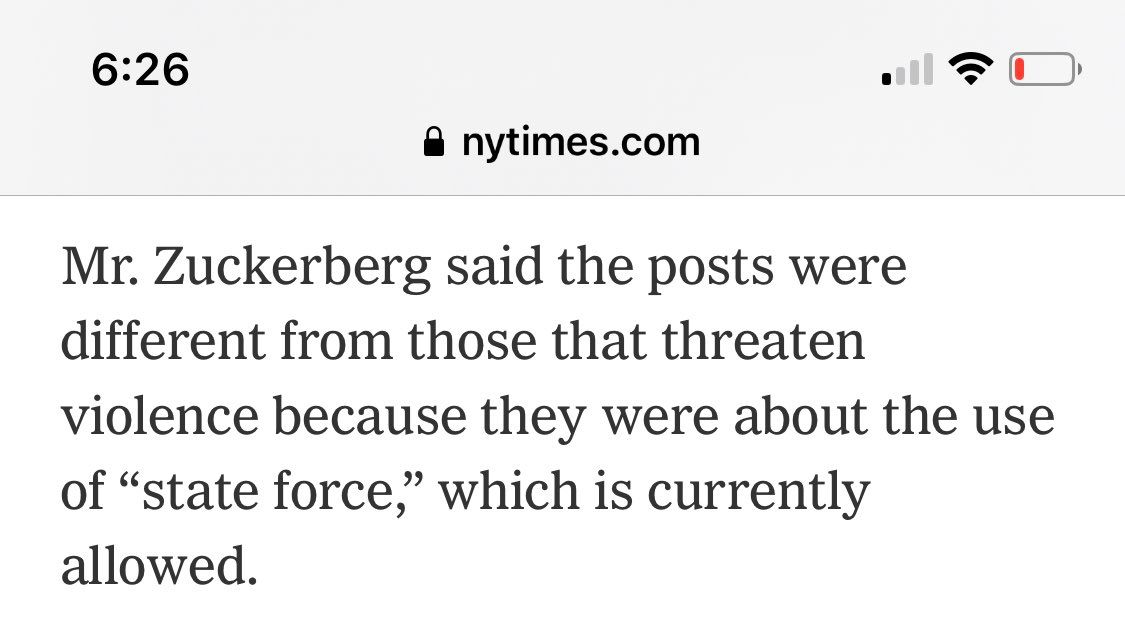 6:26
nytimes.com
Mr. Zuckerberg said the posts were
different from those that threaten
violence because they were about the use
of “state force,” which is currently
allowed.